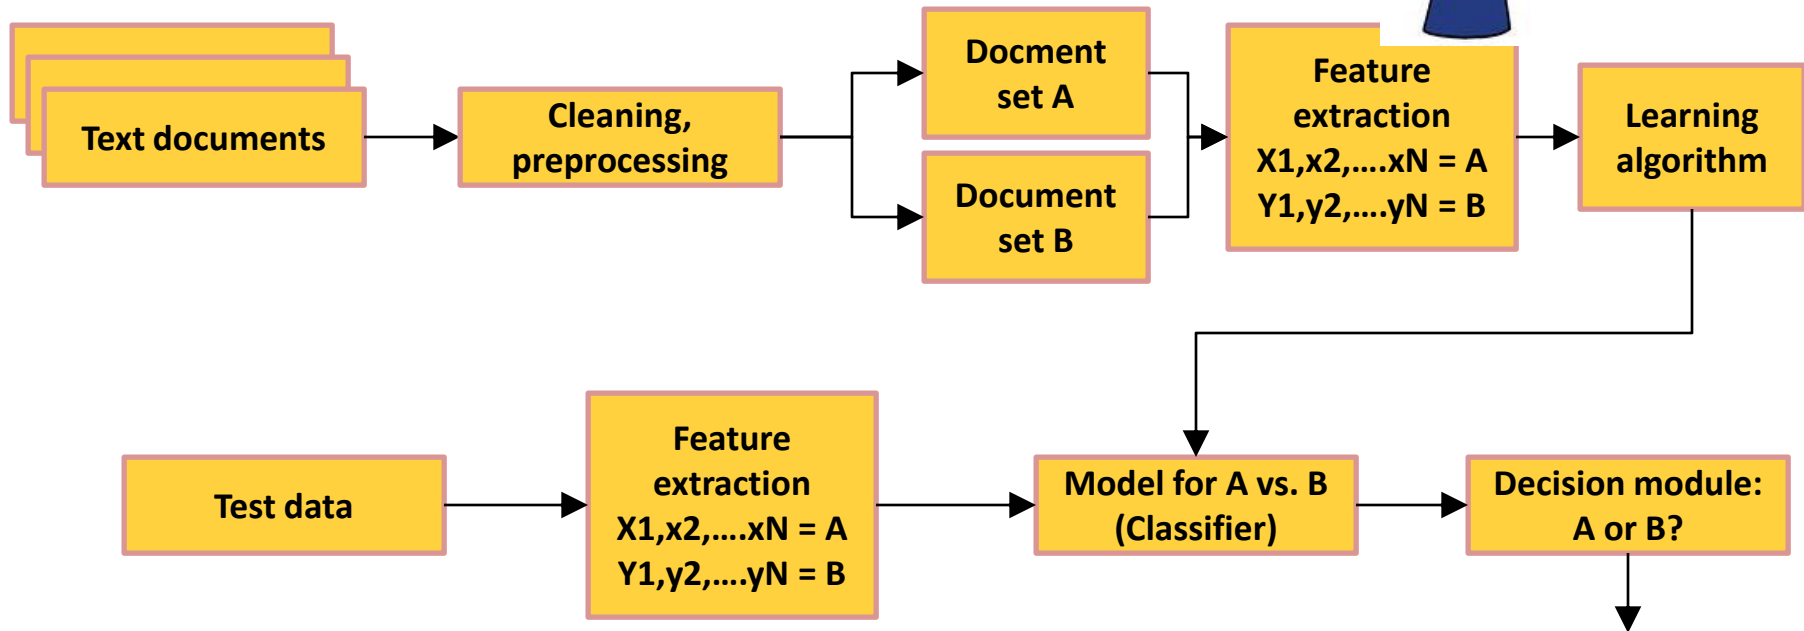 Text documents
Cleaning,
preprocessing
Docment
set A
Document
set B
Feature
extraction
X1,x2,....xN = A
Y1,y2,....yN = B
Learning
algorithm
Test data
Feature
extraction
X1,x2,....xN = A
Y1,y2,....yN = B
Model for A vs. B
(Classifier)
Decision module:
A or B?